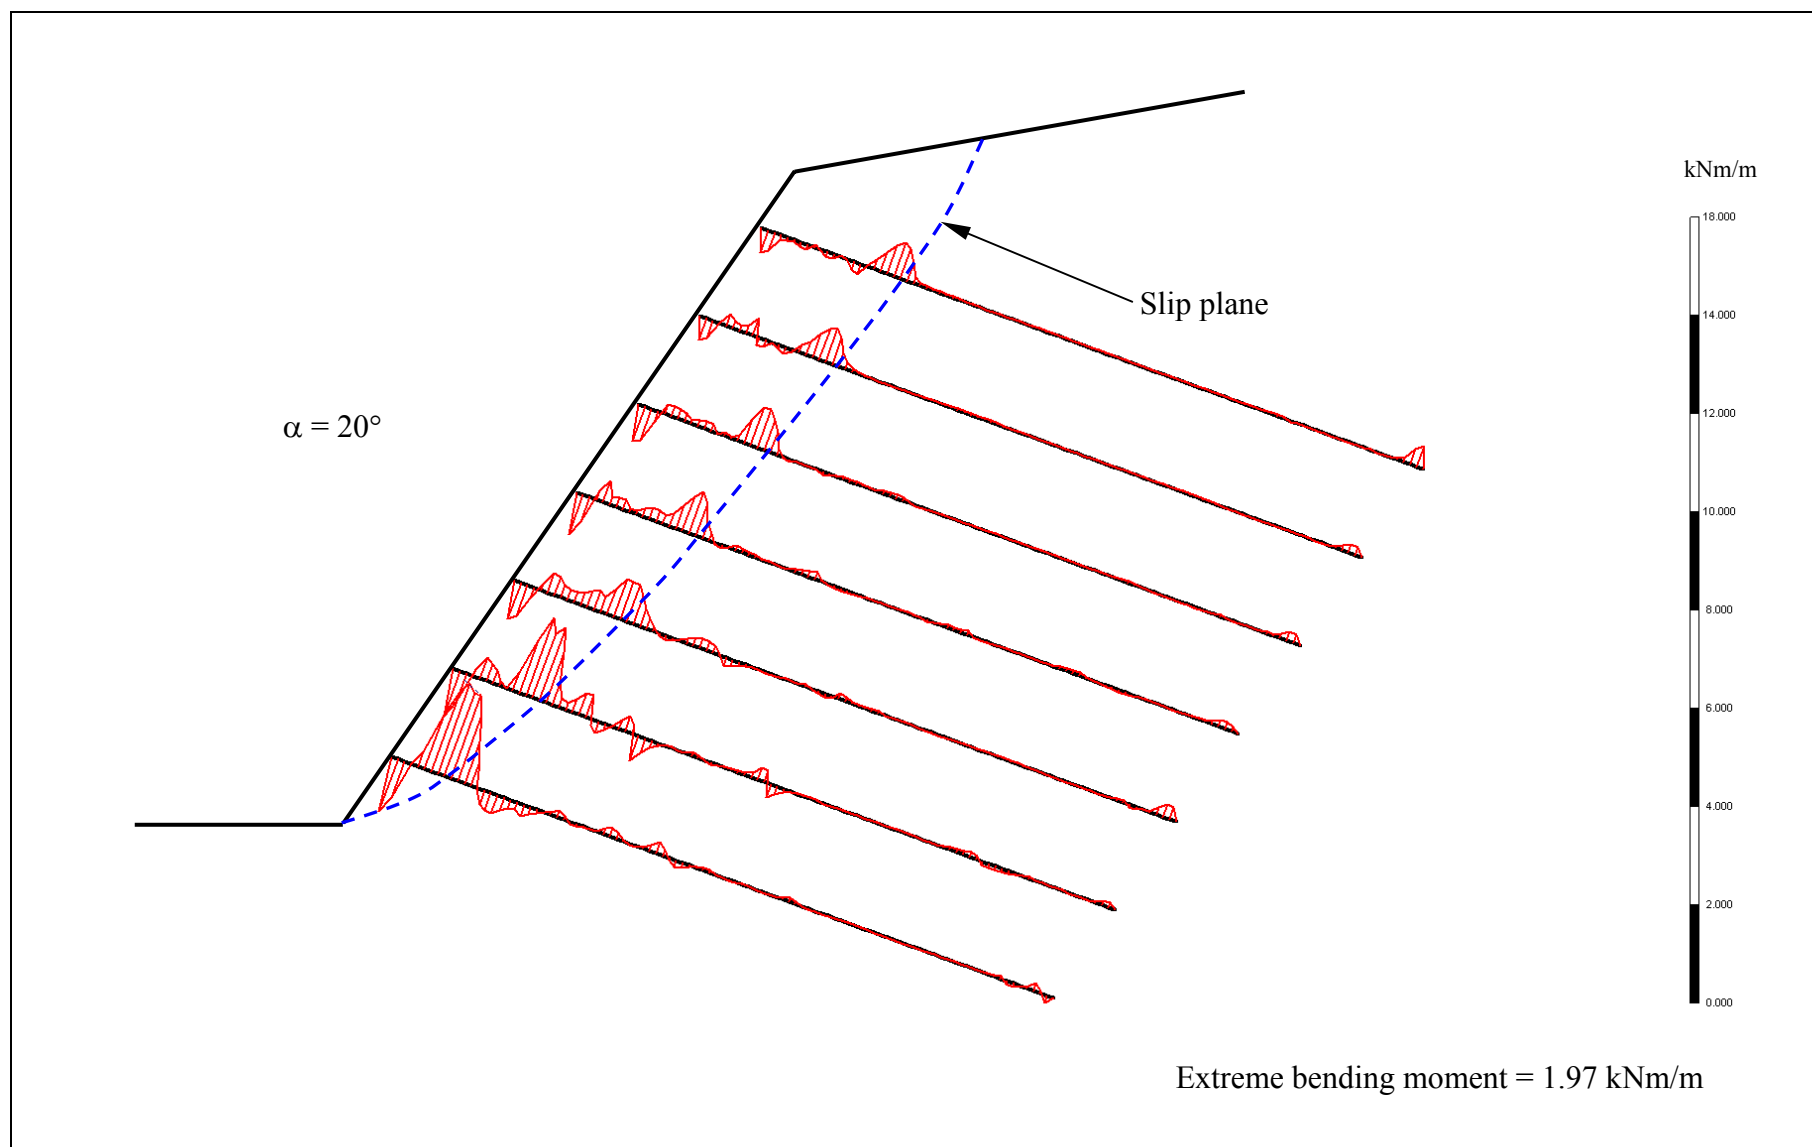 kNm/m
18.000
Slip plane
14.000
12.000
α = 20°
10.000
8.000
6.000
4.000
2.000
0.000
Extreme bending moment = 1.97 kNm/m